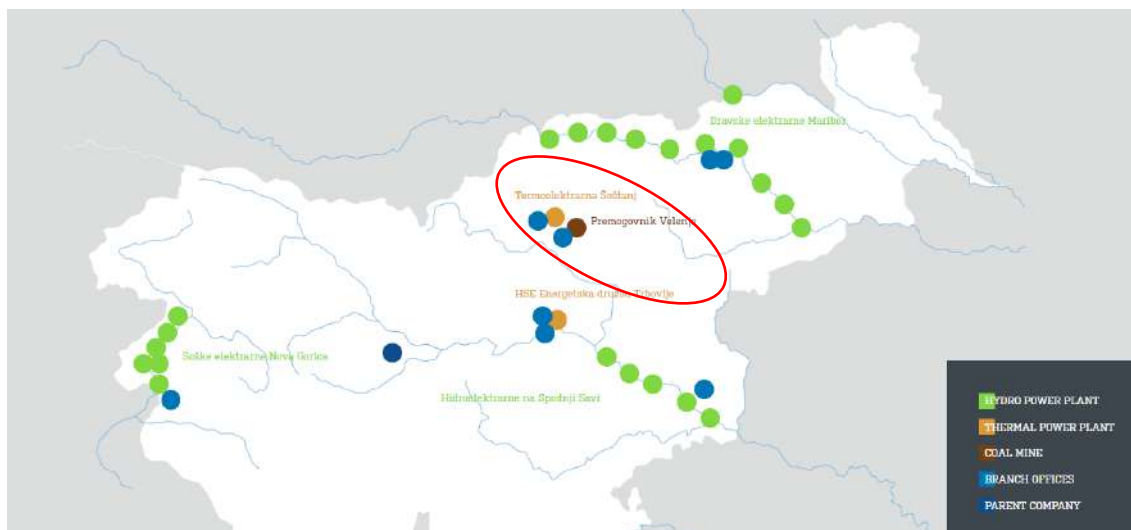 Dravske elektrarne Maribor
Termoelektrarna Šoštanj
Premogovnik Velenje
HSE Energetska družba Trbovlje
Soške elektrarne Nova Gorica
Hidroelektrarne na Spodnji Savi
HYDRO POWER PLANT
THERMAL POWER PLANT
COAL MINE
BRANCH OFFICES
PARENT COMPANY